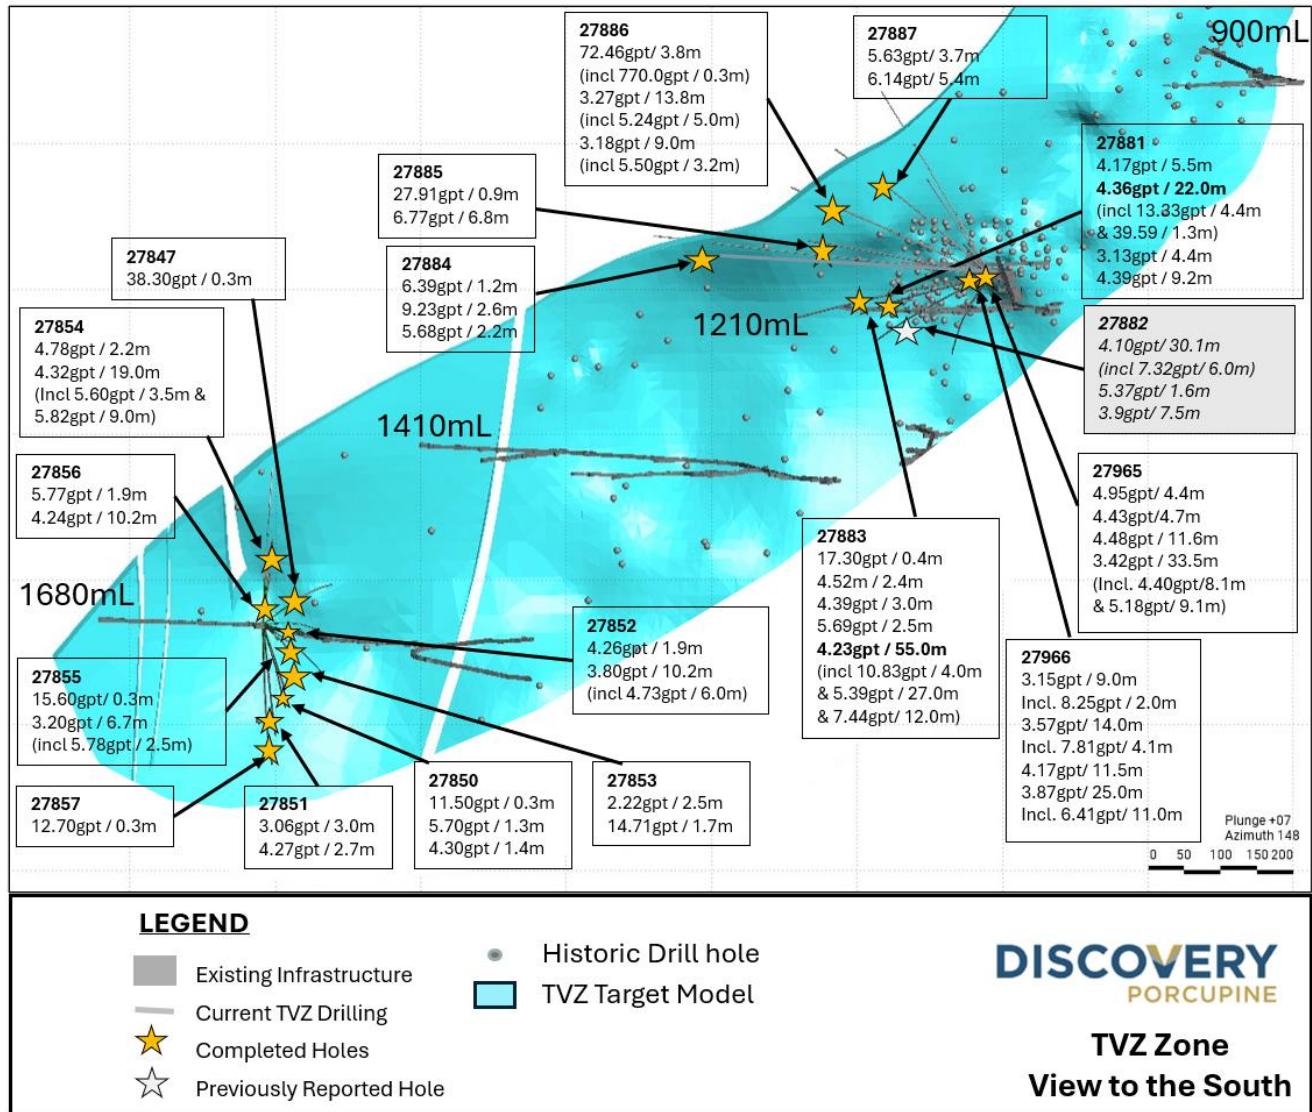 900mL
27886
72.46gpt/ 3.8m
(incl 770.0gpt / 0.3m)
3.27gpt / 13.8m
(incl 5.24gpt / 5.0m)
3.18gpt / 9.0m
(incl 5.50gpt / 3.2m)
27887
5.63gpt/ 3.7m
6.14gpt/ 5.4m
27881
4.17gpt / 5.5m
4.36gpt / 22.0m
(incl 13.33gpt / 4.4m
& 39.59 / 1.3m)
3.13gpt / 4.4m
4.39gpt / 9.2m
27885
27.91gpt / 0.9m
6.77gpt / 6.8m
27884
6.39gpt / 1.2m
9.23gpt / 2.6m
5.68gpt / 2.2m
27847
38.30gpt / 0.3m
27854
4.78gpt / 2.2m
4.32gpt / 19.0m
(Incl 5.60gpt / 3.5m &
5.82gpt / 9.0m)
1210mL
27882
4.10gpt/ 30.1m
(incl 7.32gpt/ 6.0m)
5.37gpt/ 1.6m
3.9gpt/ 7.5m
1410mL
27856
5.77gpt / 1.9m
4.24gpt / 10.2m
27965
4.95gpt/ 4.4m
4.43gpt/4.7m
4.48gpt / 11.6m
3.42gpt / 33.5m
(Incl. 4.40gpt/8.1m
& 5.18gpt/ 9.1m)
27883
17.30gpt / 0.4m
4.52m / 2.4m
4.39gpt / 3.0m
5.69gpt / 2.5m
4.23gpt / 55.0m
(incl 10.83gpt / 4.0m
& 5.39gpt / 27.0m
& 7.44gpt/ 12.0m)
1680mL
27852
4.26gpt / 1.9m
3.80gpt / 10.2m
(incl 4.73gpt / 6.0m)
27966
3.15gpt / 9.0m
Incl. 8.25gpt / 2.0m
3.57gpt/ 14.0m
Incl. 7.81gpt/ 4.1m
4.17gpt/ 11.5m
3.87gpt/ 25.0m
Incl. 6.41gpt/ 11.0m
27855
15.60gpt/ 0.3m
3.20gpt / 6.7m
(incl 5.78gpt / 2.5m)
27857
12.70gpt / 0.3m
27851
3.06gpt / 3.0m
4.27gpt / 2.7m
27850
11.50gpt / 0.3m
5.70gpt / 1.3m
4.30gpt / 1.4m
27853
2.22gpt / 2.5m
14.71gpt / 1.7m
Plunge +07
Azimuth 148
0 50 100 150 200
LEGEND
Existing Infrastructure
Current TVZ Drilling
Completed Holes
Previously Reported Hole
Historic Drill hole
TVZ Target Model
DISCOVERY
PORCUPINE
TVZ Zone
View to the South